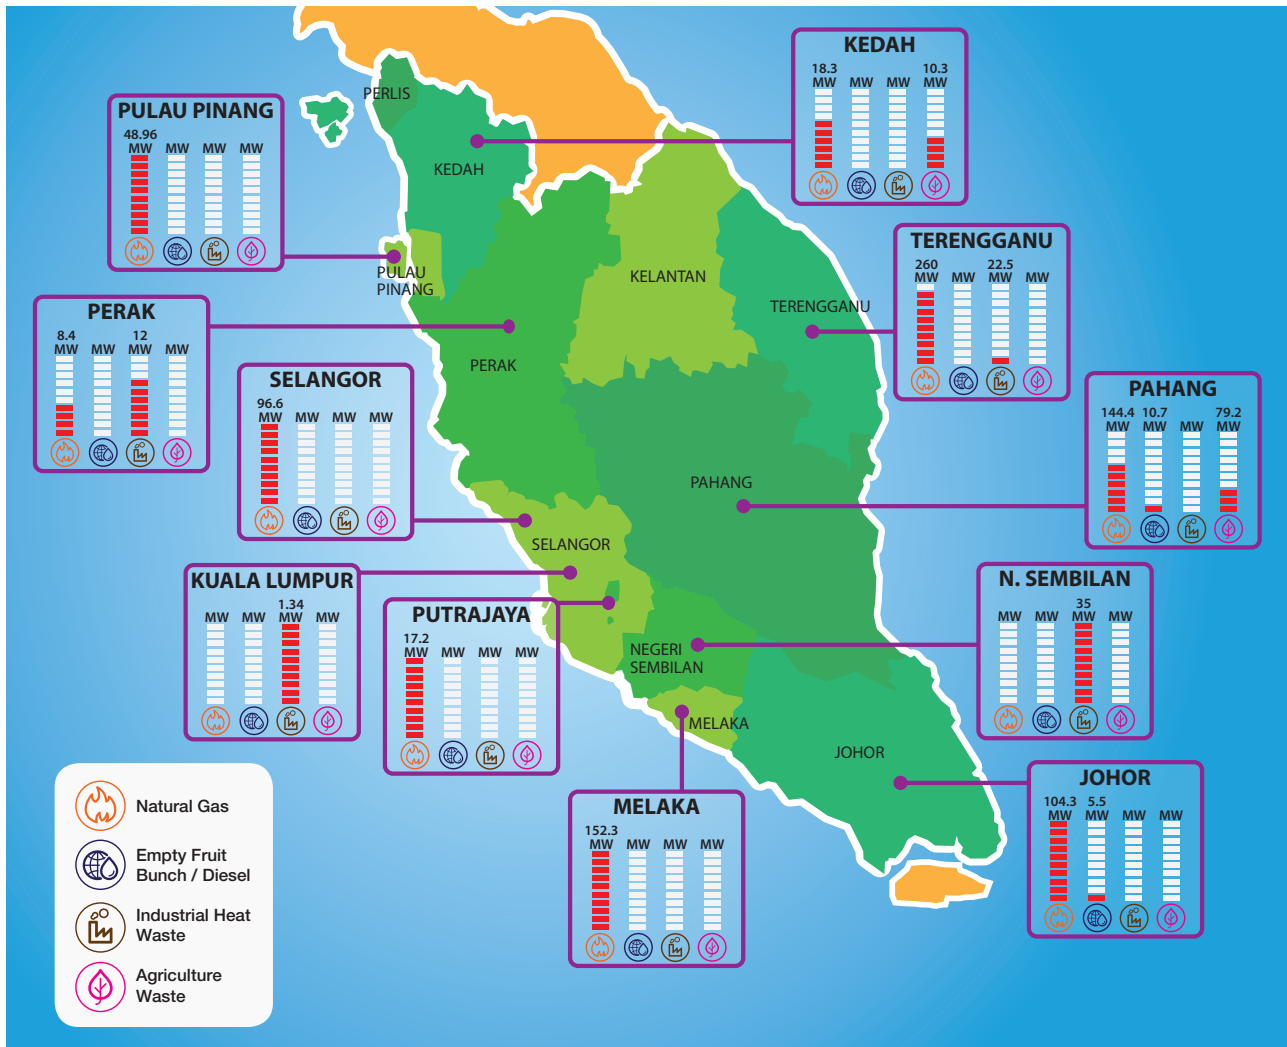 KEDAH
18.3
MW
MW
MW
10.3
MW
PULAU PINANG
48.96
MW
MW
MW
MW
PERLIS
KEDAH
TERENGGANU
260
MW
MW
22.5
MW
MW
PULAU
PINANG
KELANTAN
TERENGGANU
PERAK
8.4
MW
MW
12
MW
MW
PERAK
SELANGOR
96.6
MW
MW
MW
MW
PAHANG
144.4
MW
10.7
MW
MW
79.2
MW
PAHANG
SELANGOR
KUALA LUMPUR
MW
MW
1.34
MW
MW
PUTRAJAYA
17.2
MW
MW
MW
MW
N. SEMBILAN
MW
MW
35
MW
MW
NEGERI
SEMBILAN
MELAKA
JOHOR
MELAKA
152.3
MW
MW
MW
MW
JOHOR
104.3
MW
5.5
MW
MW
MW
Natural Gas
Empty Fruit
Bunch / Diesel
Industrial Heat
Waste
Agriculture
Waste